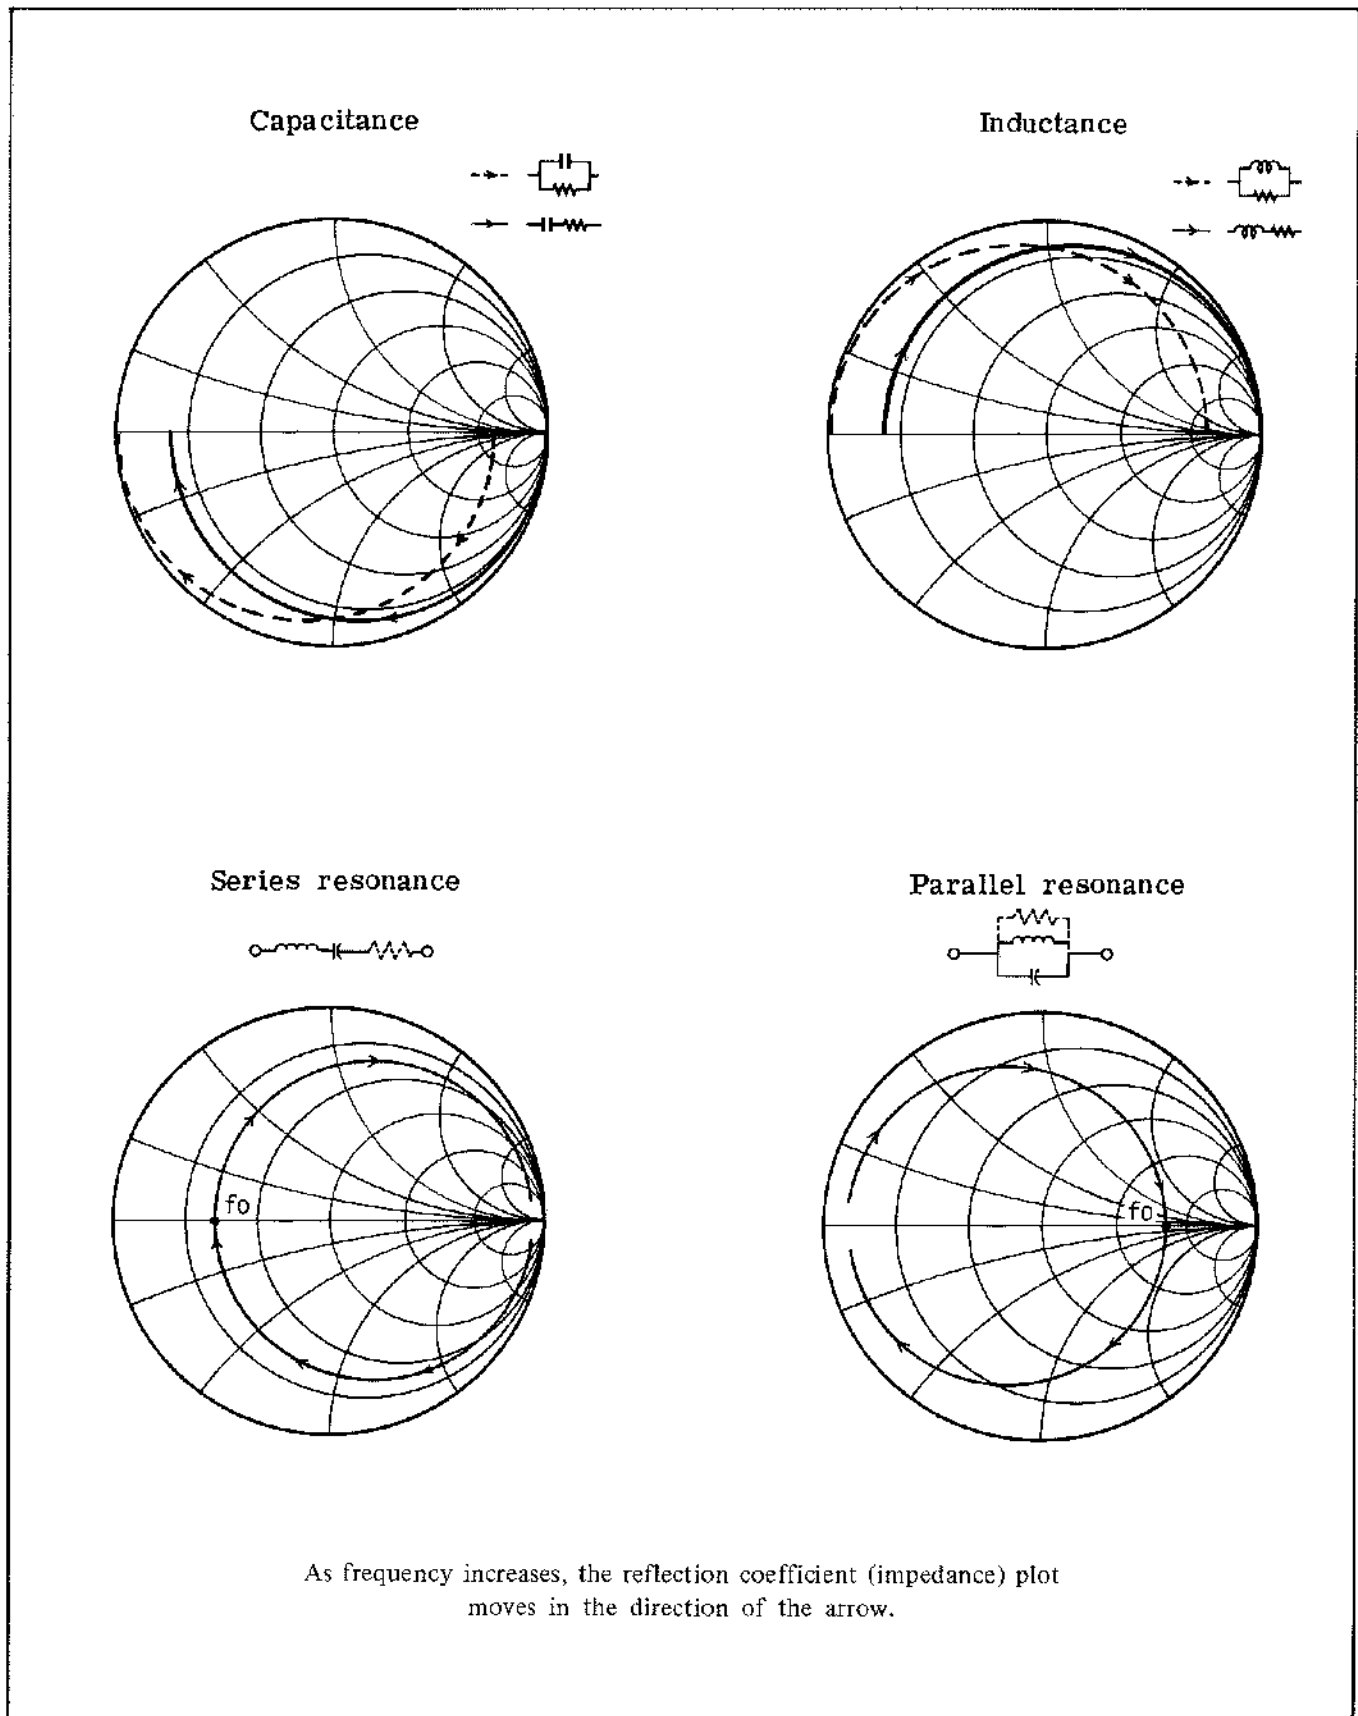 Capacitance
Inductance
Series resonance
Parallel resonance
fo
fo
As frequency increases, the reflection coefficient (impedance) plot
moves in the direction of the arrow.